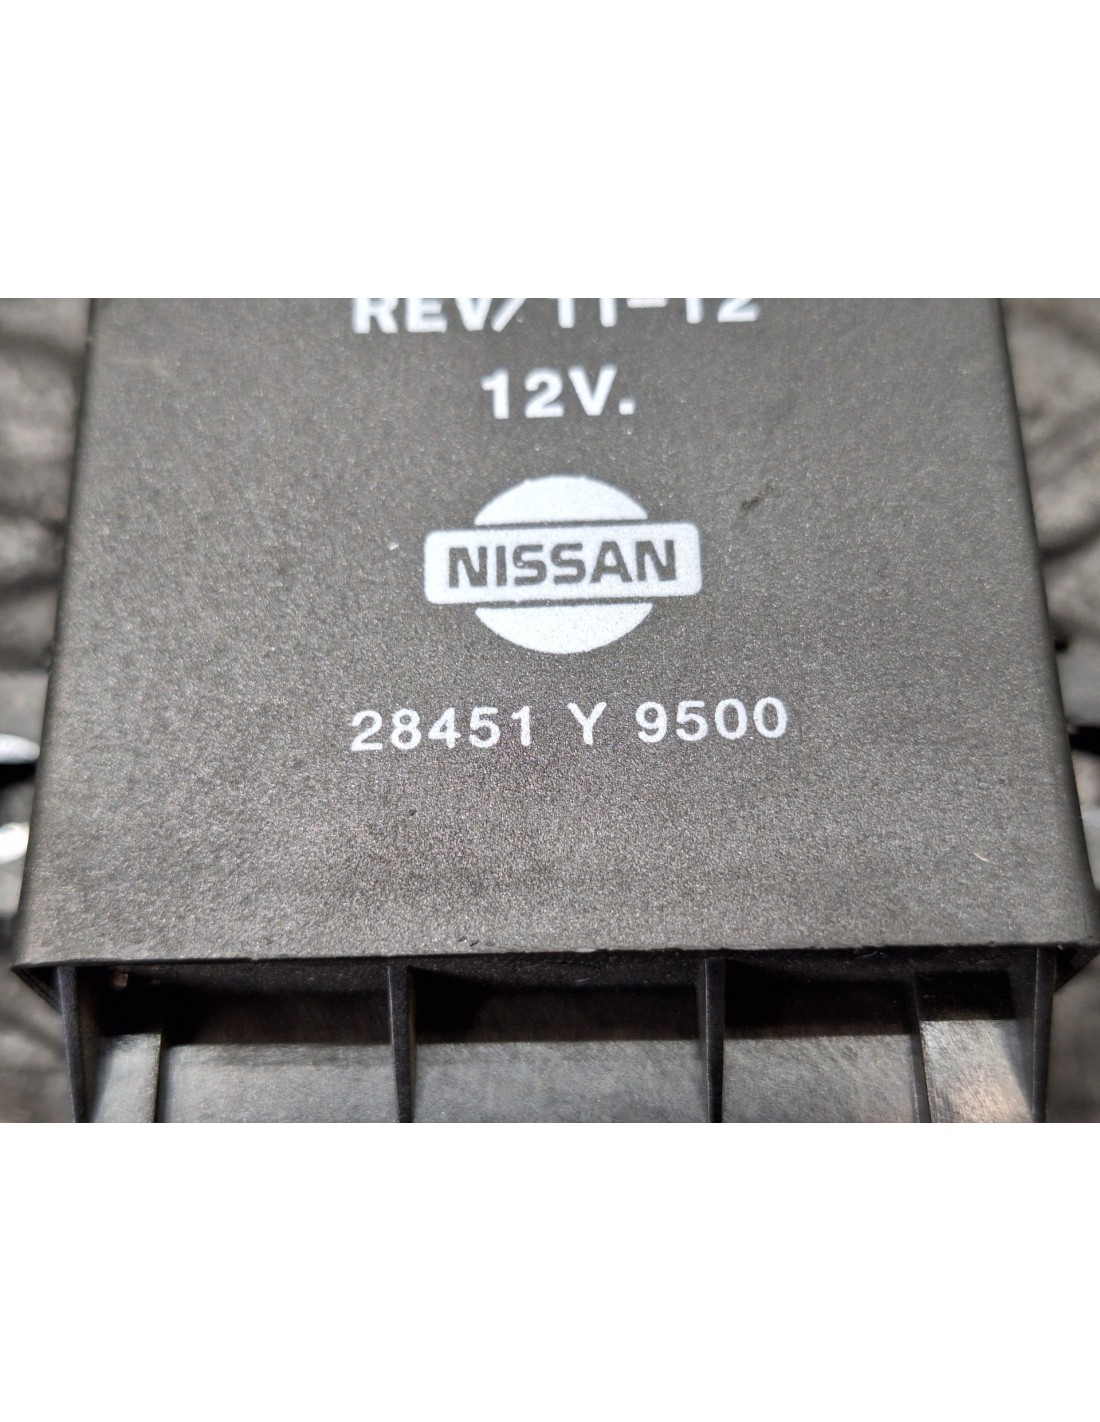 REV/11-12
12V.
NISSAN
28451 Y 9500